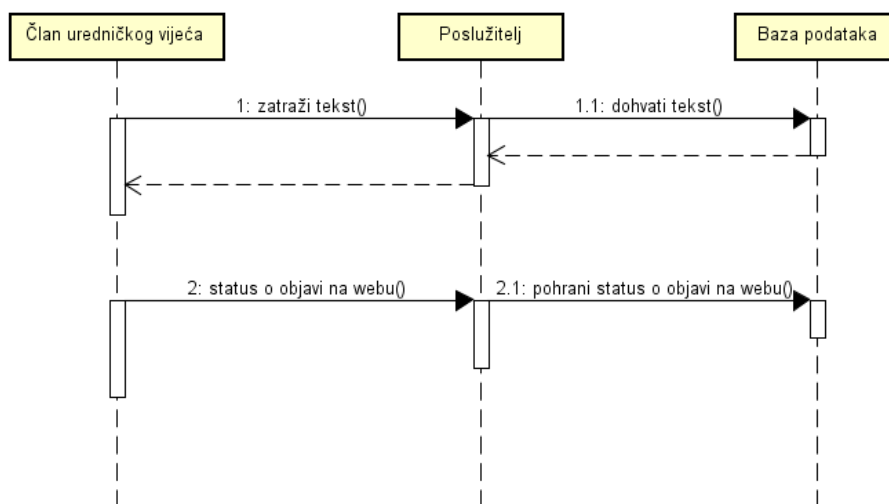 Član uredničkog vijeća
Poslužitelj
Baza podataka
1: zatraži tekst()
1.1: dohvati tekst()
2: status o objavi na webu()
2.1: pohrani status o objavi na webu()